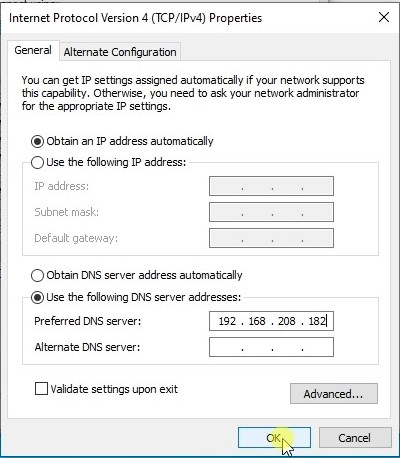 Internet Protocol Version 4 (TCP/IPv4) Properties
General
Alternate Configuration
You can get IP settings assigned automatically if your network supports
this capability. Otherwise, you need to ask your network administrator
for the appropriate IP settings.
Obtain an IP address automatically
Use the following IP address:
IP address:
Subnet mask:
Default gateway:
Obtain DNS server address automatically
Use the following DNS server addresses:
Preferred DNS server: 192 . 168 . 208 . 182
Alternate DNS server:
Validate settings upon exit
Advanced...
OK
Cancel